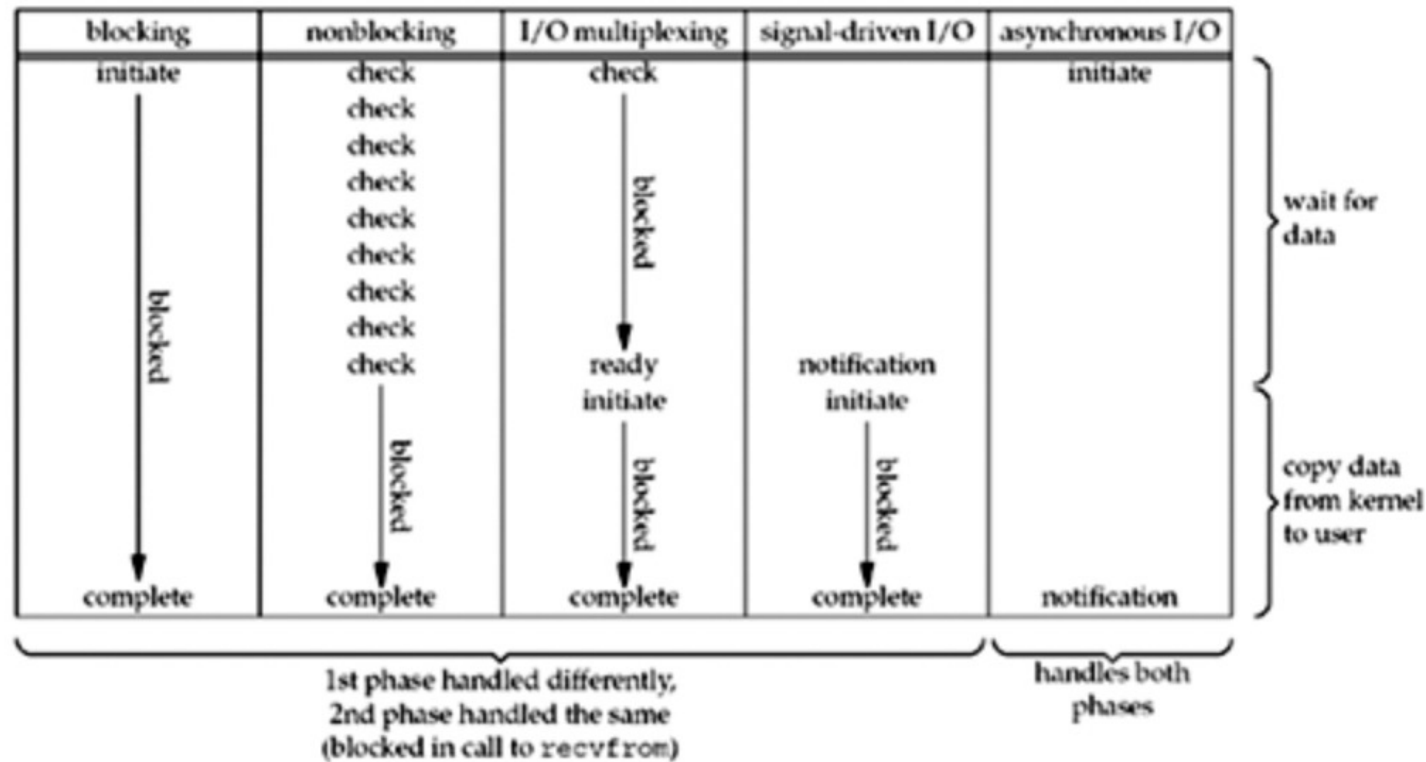 blocking nonblocking I/O multiplexing signal-driven I/O asynchronous I/O
initiate check check initiate
check
check
check
check
check
check
check
check ready notification
initiate initiate
blocked
blocked
blocked
blocked
blocked
complete complete complete complete notification
wait for
data
copy data
from kernel
to user
1st phase handled differently,
2nd phase handled the same
(blocked in call to recvfrom)
handles both
phases